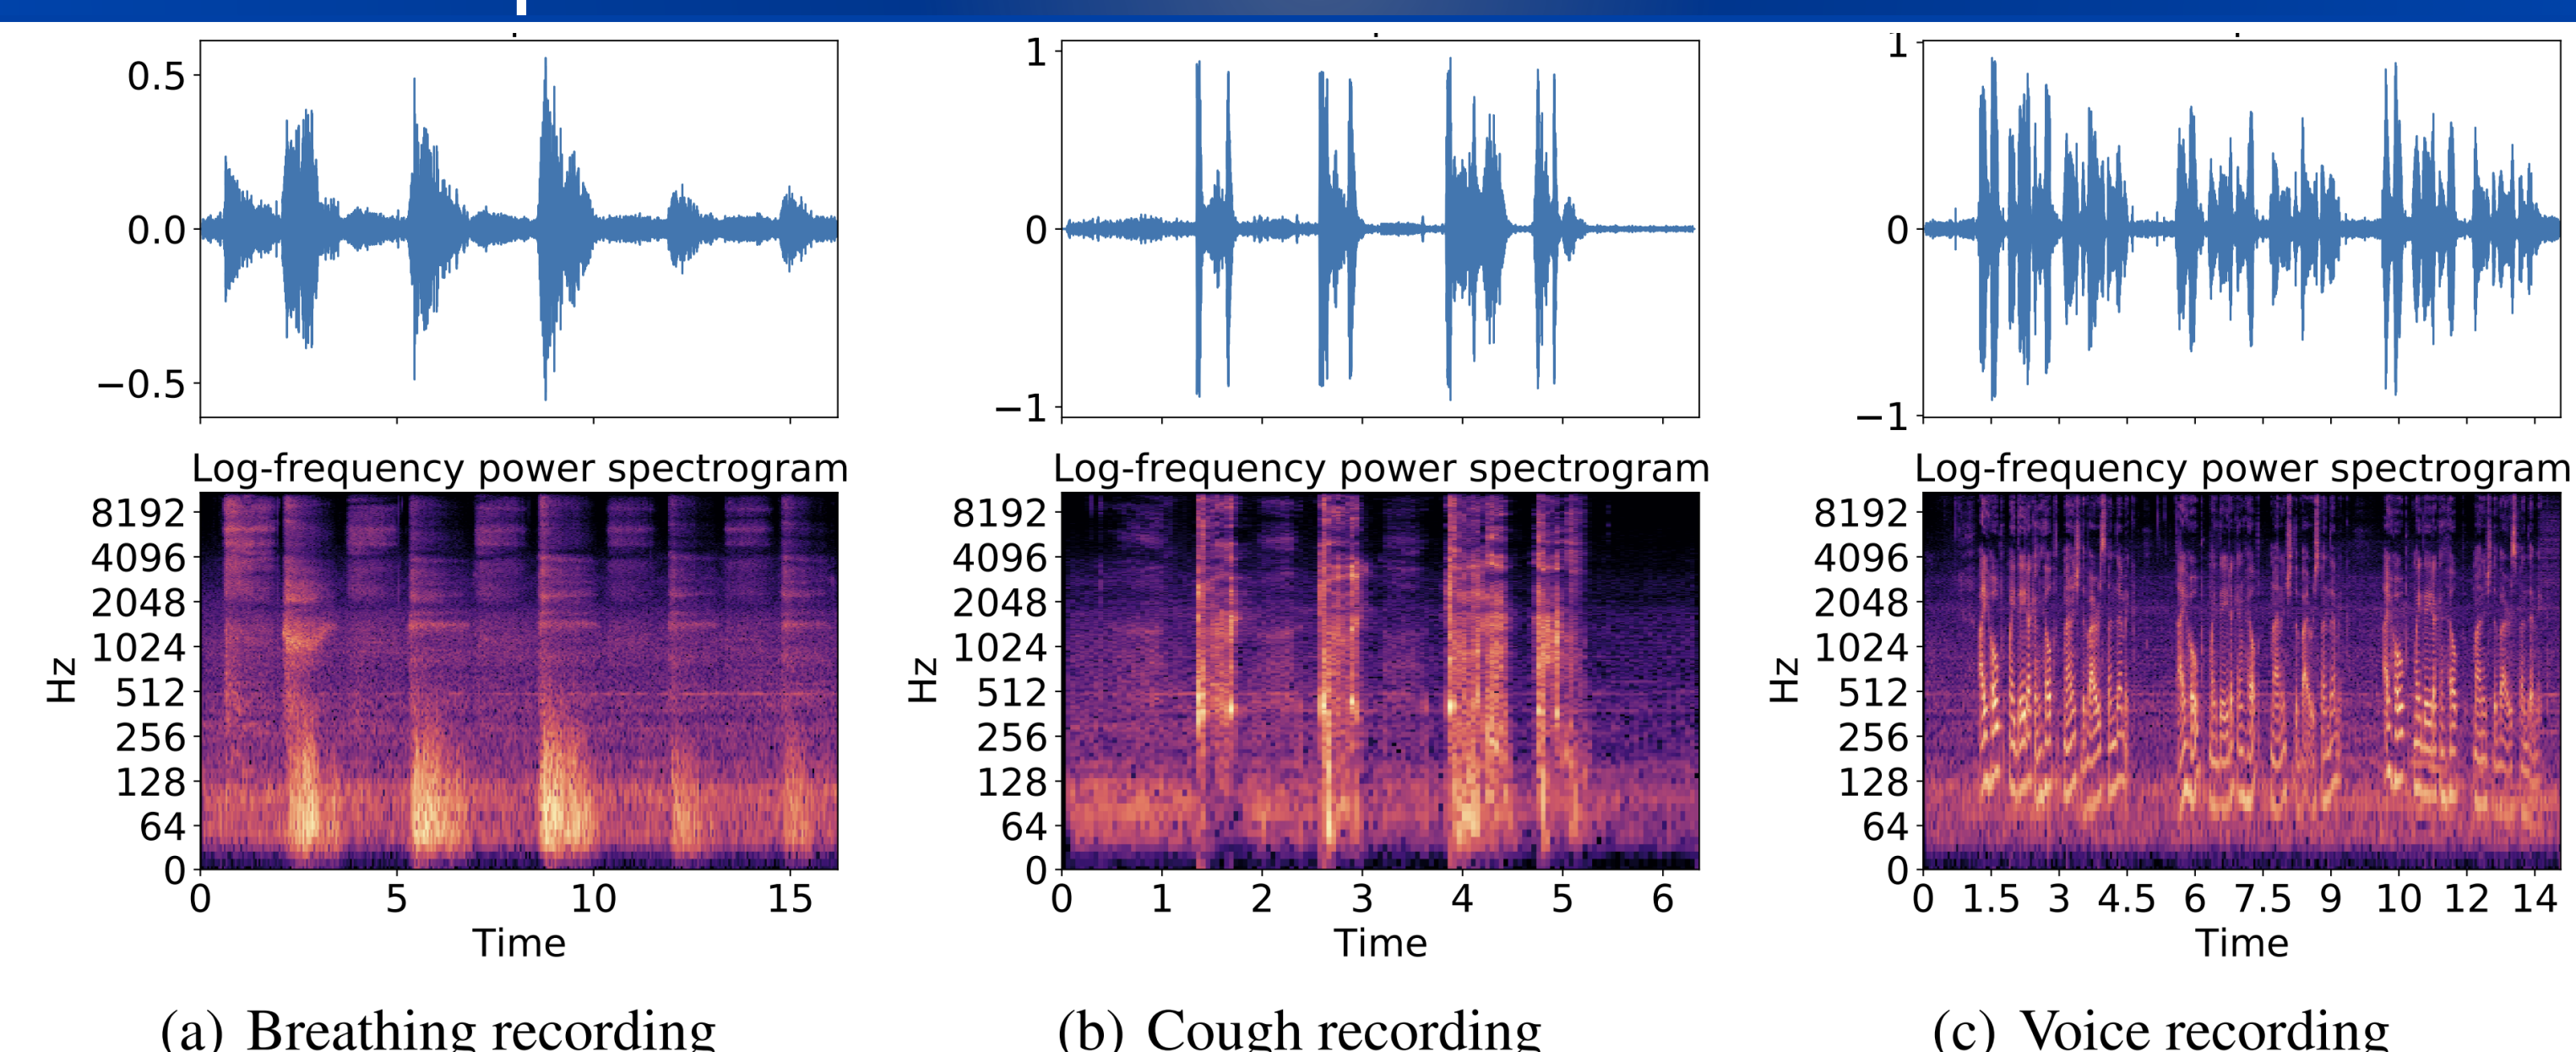 0.5
0.0
−0.5
1
0
−1
1
0
−1
Log-frequency power spectrogram
Log-frequency power spectrogram
Log-frequency power spectrogram
8192
4096
2048
1024
512
256
128
64
0
Hz
0 5 10 15
Time
8192
4096
2048
1024
512
256
128
64
0
Hz
0 1 2 3 4 5 6
Time
8192
4096
2048
1024
512
256
128
64
0
Hz
0 1.5 3 4.5 6 7.5 9 10 12 14
Time
(a) Breathing recording
(b) Cough recording
(c) Voice recording